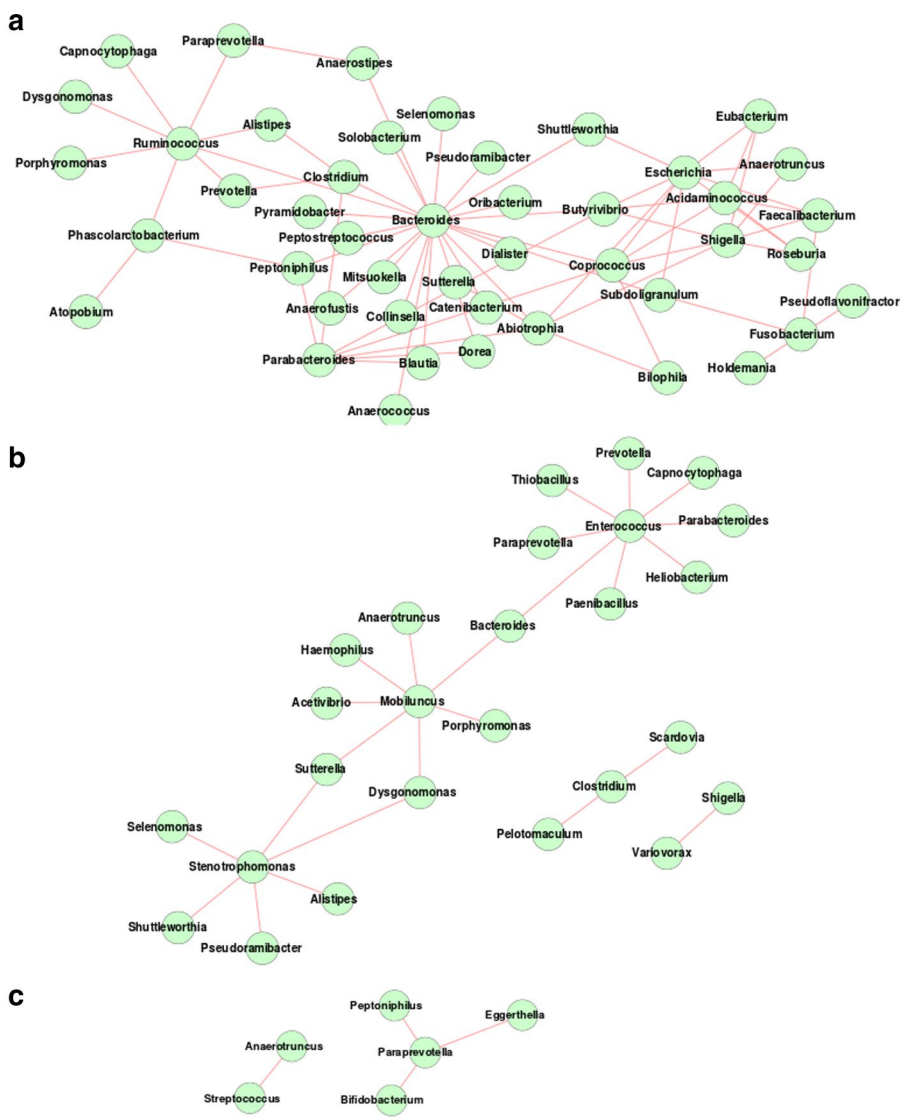 a
Paraprevotella
Capnocytophaga
Anaerostipes
Dysgonomonas
Selenomonas
Eubacterium
Alistipes
Shuttleworthia
Solobacterium
Ruminococcus
Pseudoramibacter
Porphyromonas
Anaerotruncus
Escherichia
Clostridium
Prevotella
Acidaminococcus
Oribacterium
Pyramidobacter
Butyrivibrio
Faecalibacterium
Bacteroides
Phascolarctobacterium
Peptostreptococcus
Shigella
Dialister
Roseburia
Peptoniphilus
Coprococcus
Mitsuokella
Sutterella
Subdoligranulum
Pseudoflavonifractor
Anaerofustis
Catenibacterium
Atopobium
Collinsella
Abiotrophia
Fusobacterium
Dorea
Parabacteroides
Blautia
Holdemania
Bilophila
Anaerococcus
b
Prevotella
Capnocytophaga
Thiobacillus
Parabacteroides
Enterococcus
Paraprevotella
Heliobacterium
Paenibacillus
Anaerotruncus
Bacteroides
Haemophilus
Acetivibrio
Mobiluncus
Porphyromonas
Scardovia
Sutterella
Clostridium
Dysgonomonas
Shigella
Selenomonas
Pelotomaculum
Variovorax
Stenotrophomonas
Alistipes
Shuttleworthia
Pseudoramibacter
c
Peptoniphilus
Eggerthella
Anaerotruncus
Paraprevotella
Streptococcus
Bifidobacterium